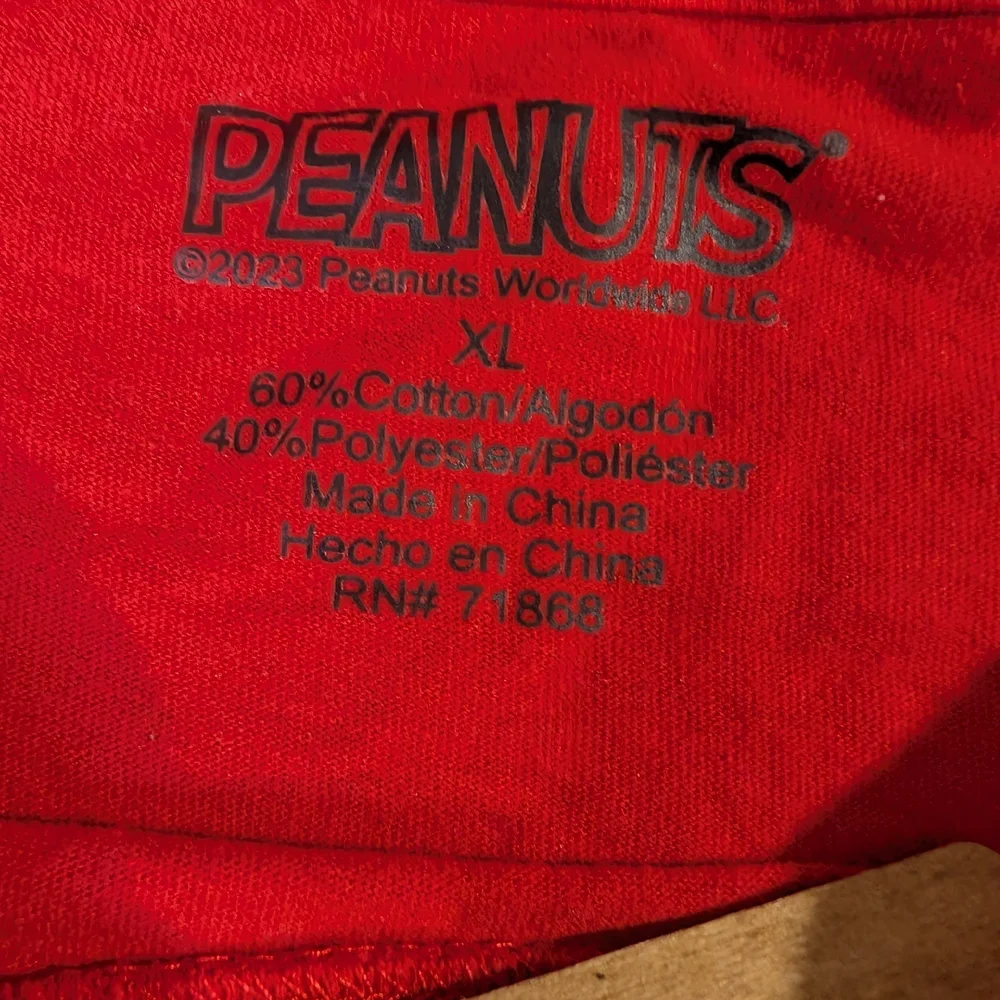 PEANUTS®
©2023 Peanuts Worldwide LLC.
XL
60%Cotton/Algodón
40%Polyester/Poliéster
Made in China
Hecho en China
RN# 71868